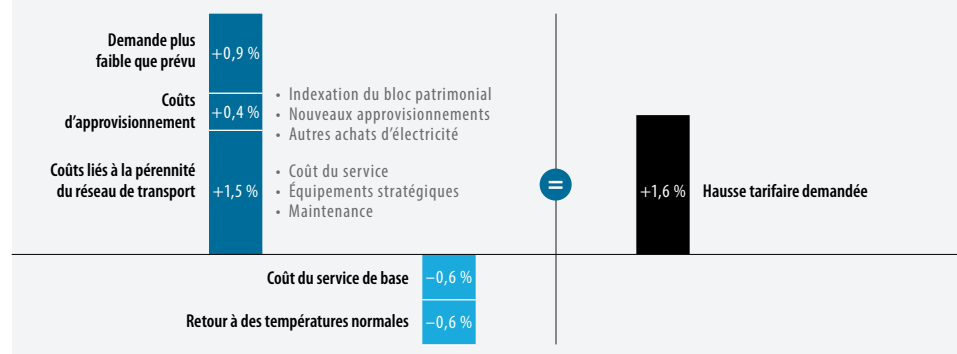 Demande plus
faible que prévu
+0,9 %
Coûts
d'approvisionnement
+0,4 %
• Indexation du bloc patrimonial
• Nouveaux approvisionnements
• Autres achats d'électricité
Coûts liés à la pérennité
du réseau de transport
+1,5 %
• Coût du service
• Équipements stratégiques
• Maintenance
=
+1,6 %
Hausse tarifaire demandée
Coût du service de base
–0,6 %
Retour à des températures normales
–0,6 %